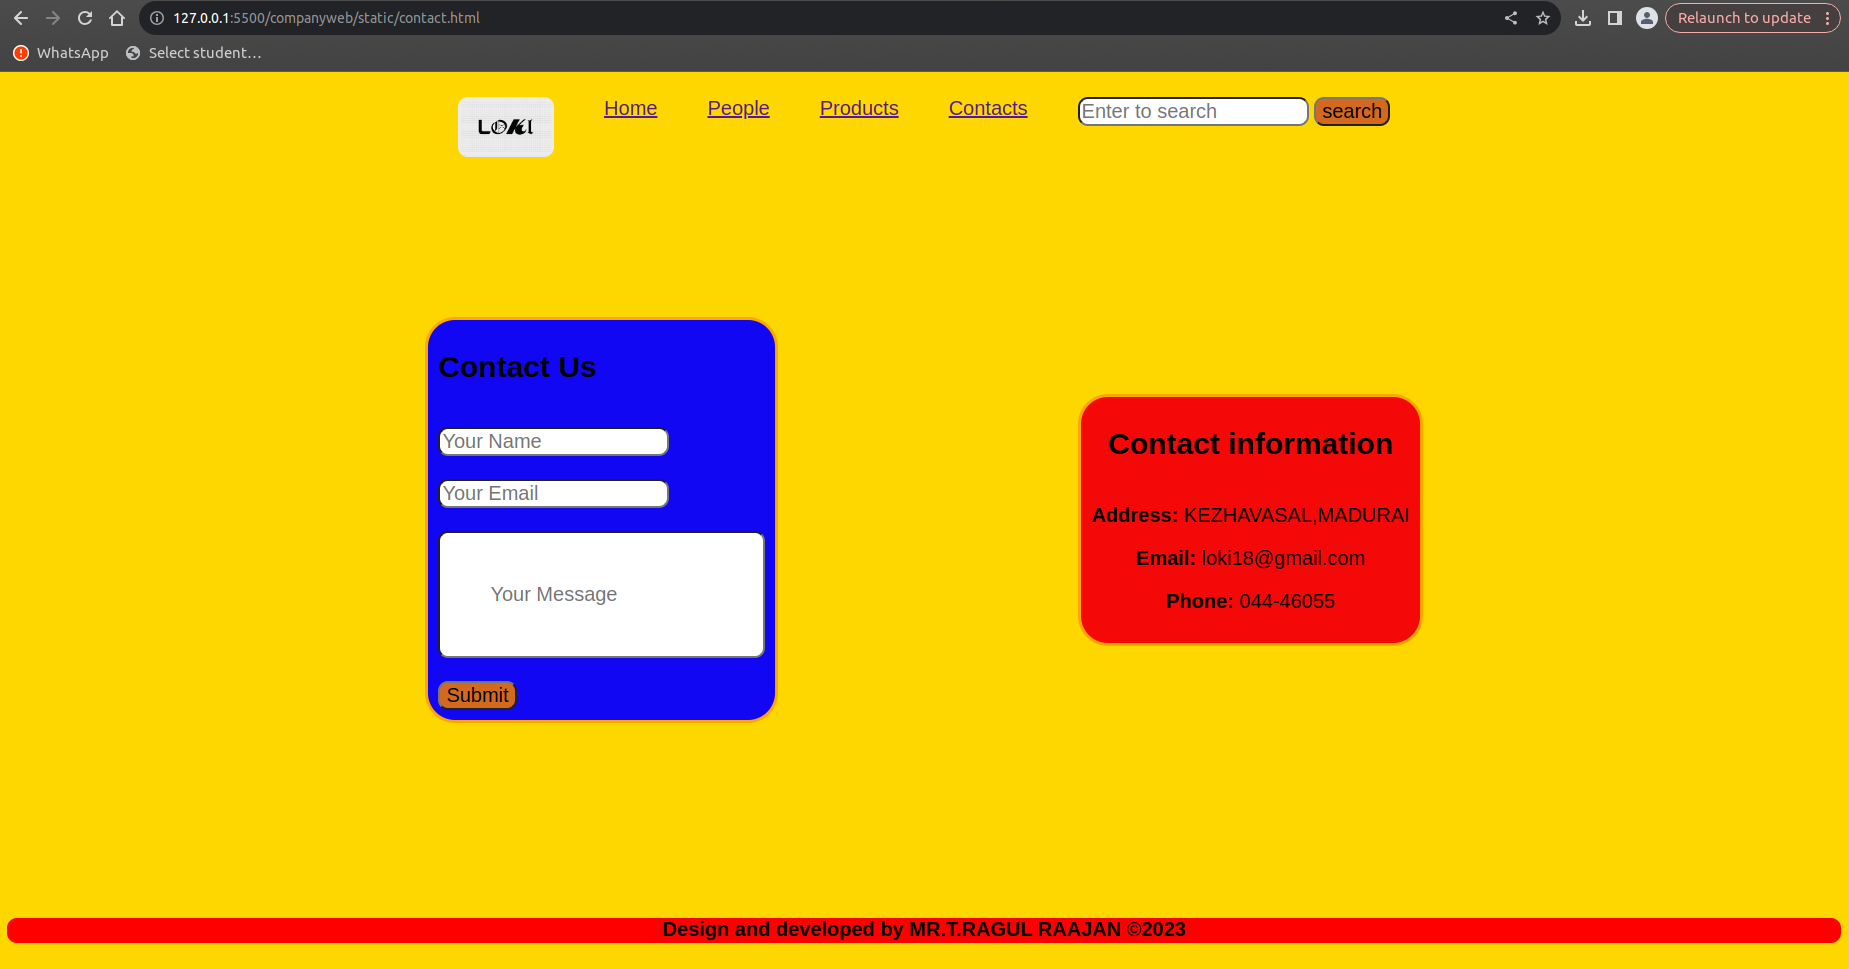 127.0.0.1:5500/companyweb/static/contact.html
Relaunch to update
WhatsApp
Select student…
LOKI
Home
People
Products
Contacts
Enter to search
search
Contact Us
Your Name
Your Email
Your Message
Submit
Contact information
Address: KEZHAVASAL,MADURAI
Email: loki18@gmail.com
Phone: 044-46055
Design and developed by MR.T.RAGUL RAAJAN ©2023